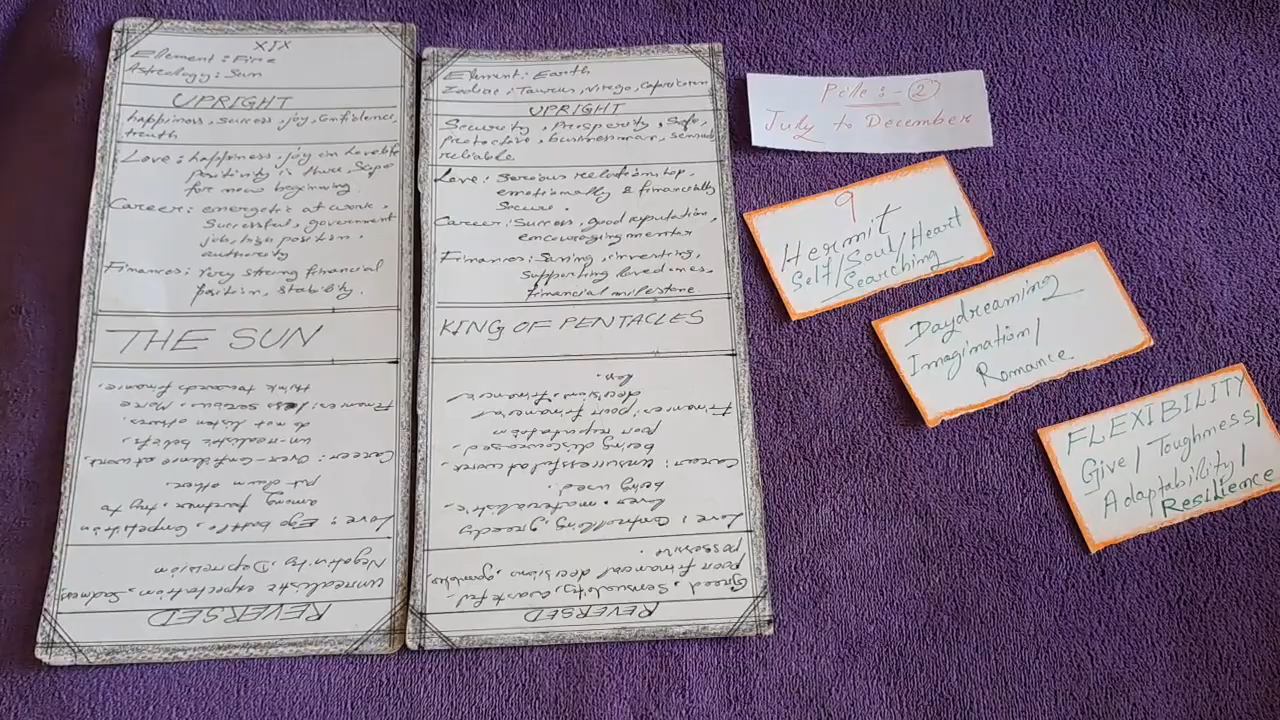 XIX
Element: Fire
Astrology: Sun
UPRIGHT
happiness, success, joy, Confidence,
truth
Love: happiness, joy in lovelife
positivity is there, Scope
for new beginning.
Career: energetic at work,
Successful, government
job, high position.
authority
Finances: Very strong financial
position, stability.
THE SUN
REVERSED
unrealistic expectation, Sadness
Negativity, Depression
Love: Ego battle, Competition
among partner, try to
put down other.
Career: Over-Confidence at work,
un-realistic beliefs,
do not listen others.
Finances: less serious, More
think towards finance.
Element: Earth
Zodiac: Taurus, Virgo, Capricorn
UPRIGHT
Security, Prosperity, Safe,
protective, businessman, sensual
reliable.
Love: Serious relationship,
emotionally & financially
Secure.
Career: Success, good reputation,
encouraging mentor
Finances: Saving, investing,
supporting loved ones,
financial milestone.
KING OF PENTACLES
REVERSED
Greed, Sensuality, wasteful-
poor financial decisions, gambler
possessive.
Love: Controlling, greedy
lover, materialistic.
being used.
Career: unsuccessful at work,
being discouraged,
poor reputation
Finances: poor financial
decision, financial
Pile:- 2
July to December
9
Hermit
Self/Soul/Heart
Searching
Daydreaming
Imagination/
Romance
FLEXIBILITY
Give/Toughness/
Adaptability/
Resilience